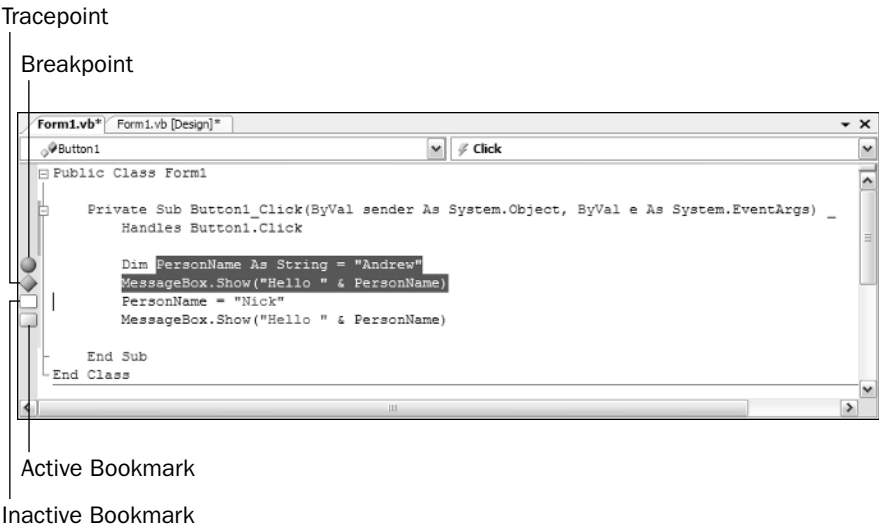 Tracepoint
Breakpoint
Form1.vb* Form1.vb [Design]*
Button1 Click
Public Class Form1
Private Sub Button1_Click(ByVal sender As System.Object, ByVal e As System.EventArgs) _
Handles Button1.Click
Dim PersonName As String = "Andrew"
MessageBox.Show("Hello " & PersonName)
PersonName = "Nick"
MessageBox.Show("Hello " & PersonName)
End Sub
End Class
Active Bookmark
Inactive Bookmark